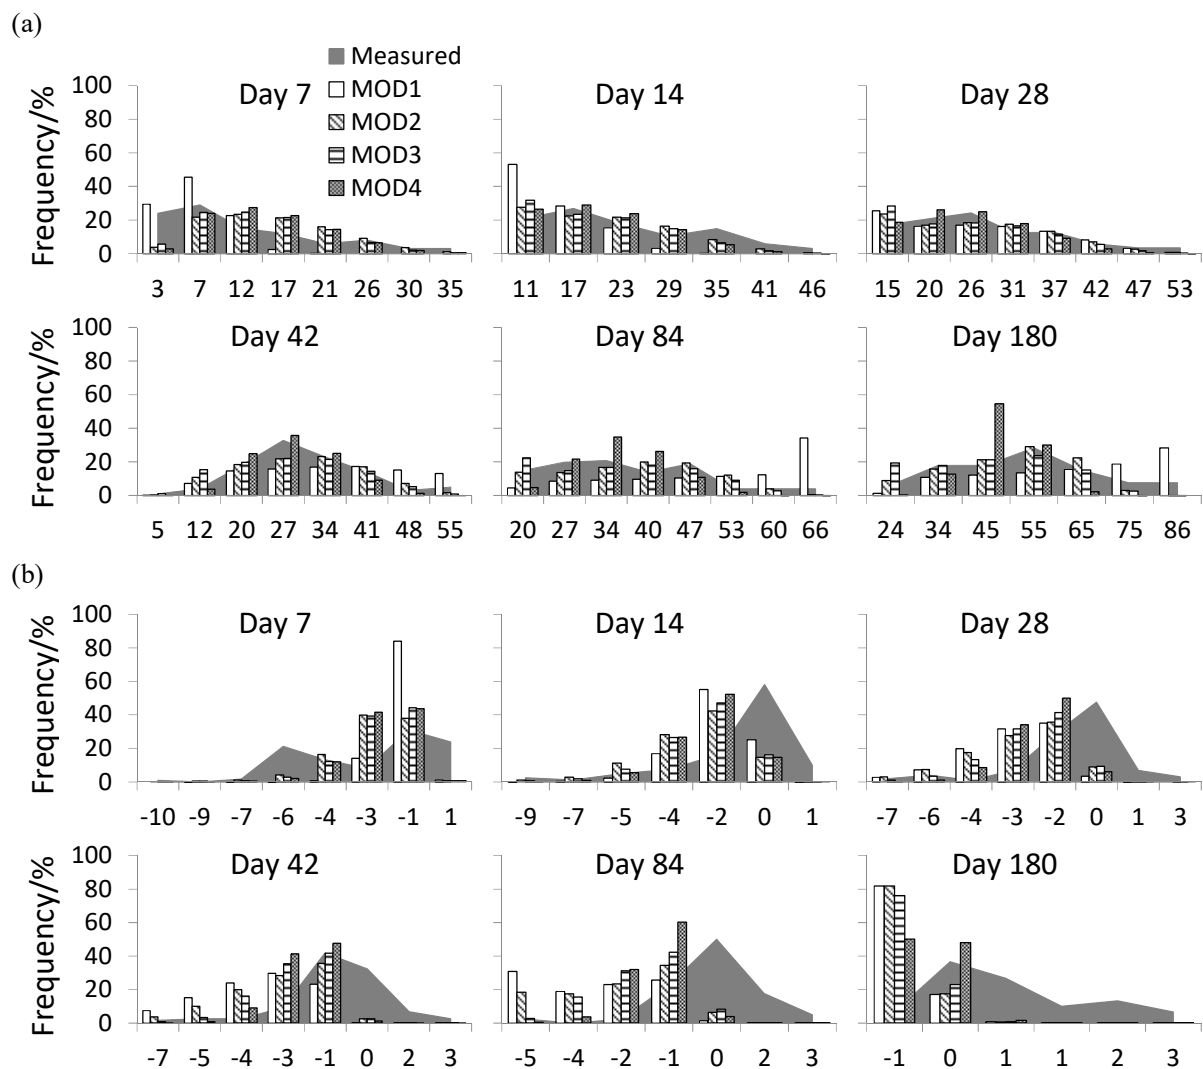 (a)
Measured
MOD1
MOD2
MOD3
MOD4
Frequency/%
100
80
60
40
20
0
Day 7
3 7 12 17 21 26 30 35
Day 14
11 17 23 29 35 41 46
Day 28
15 20 26 31 37 42 47 53
Frequency/%
100
80
60
40
20
0
Day 42
5 12 20 27 34 41 48 55
Day 84
20 27 34 40 47 53 60 66
Day 180
24 34 45 55 65 75 86
(b)
Frequency/%
100
80
60
40
20
0
Day 7
-10 -9 -7 -6 -4 -3 -1 1
Day 14
-9 -7 -5 -4 -2 0 1
Day 28
-7 -6 -4 -3 -2 0 1 3
Frequency/%
100
80
60
40
20
0
Day 42
-7 -5 -4 -3 -1 0 2 3
Day 84
-5 -4 -2 -1 0 2 3
Day 180
-1 0 1 1 2 3